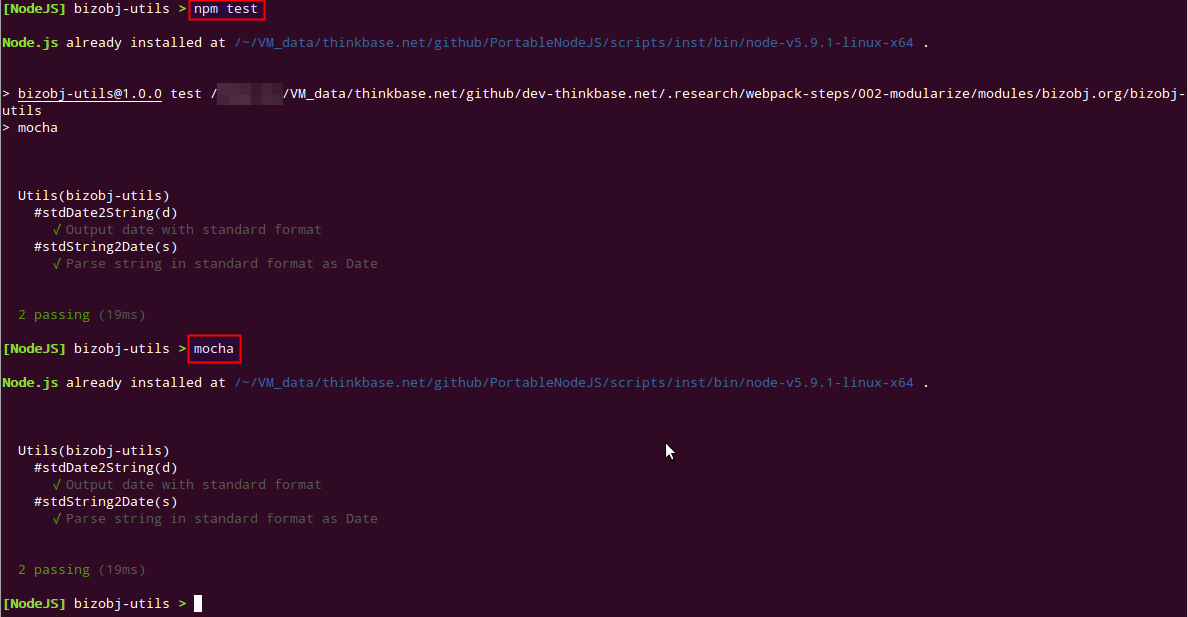 [NodeJS] bizobj-utils > npm test
Node.js already installed at /~/VM_data/thinkbase.net/github/PortableNodeJS/scripts/inst/bin/node-v5.9.1-linux-x64 .
> bizobj-utils@1.0.0 test /
/VM_data/thinkbase.net/github/dev-thinkbase.net/.research/webpack-steps/002-modularize/modules/bizobj.org/bizobj-
utils
> mocha
Utils(bizobj-utils)
#stdDate2String(d)
√ Output date with standard format
#stdString2Date(s)
√ Parse string in standard format as Date
2 passing (19ms)
[NodeJS] bizobj-utils > mocha
Node.js already installed at /~/VM_data/thinkbase.net/github/PortableNodeJS/scripts/inst/bin/node-v5.9.1-linux-x64 .
Utils(bizobj-utils)
#stdDate2String(d)
√ Output date with standard format
#stdString2Date(s)
√ Parse string in standard format as Date
2 passing (19ms)
[NodeJS] bizobj-utils >